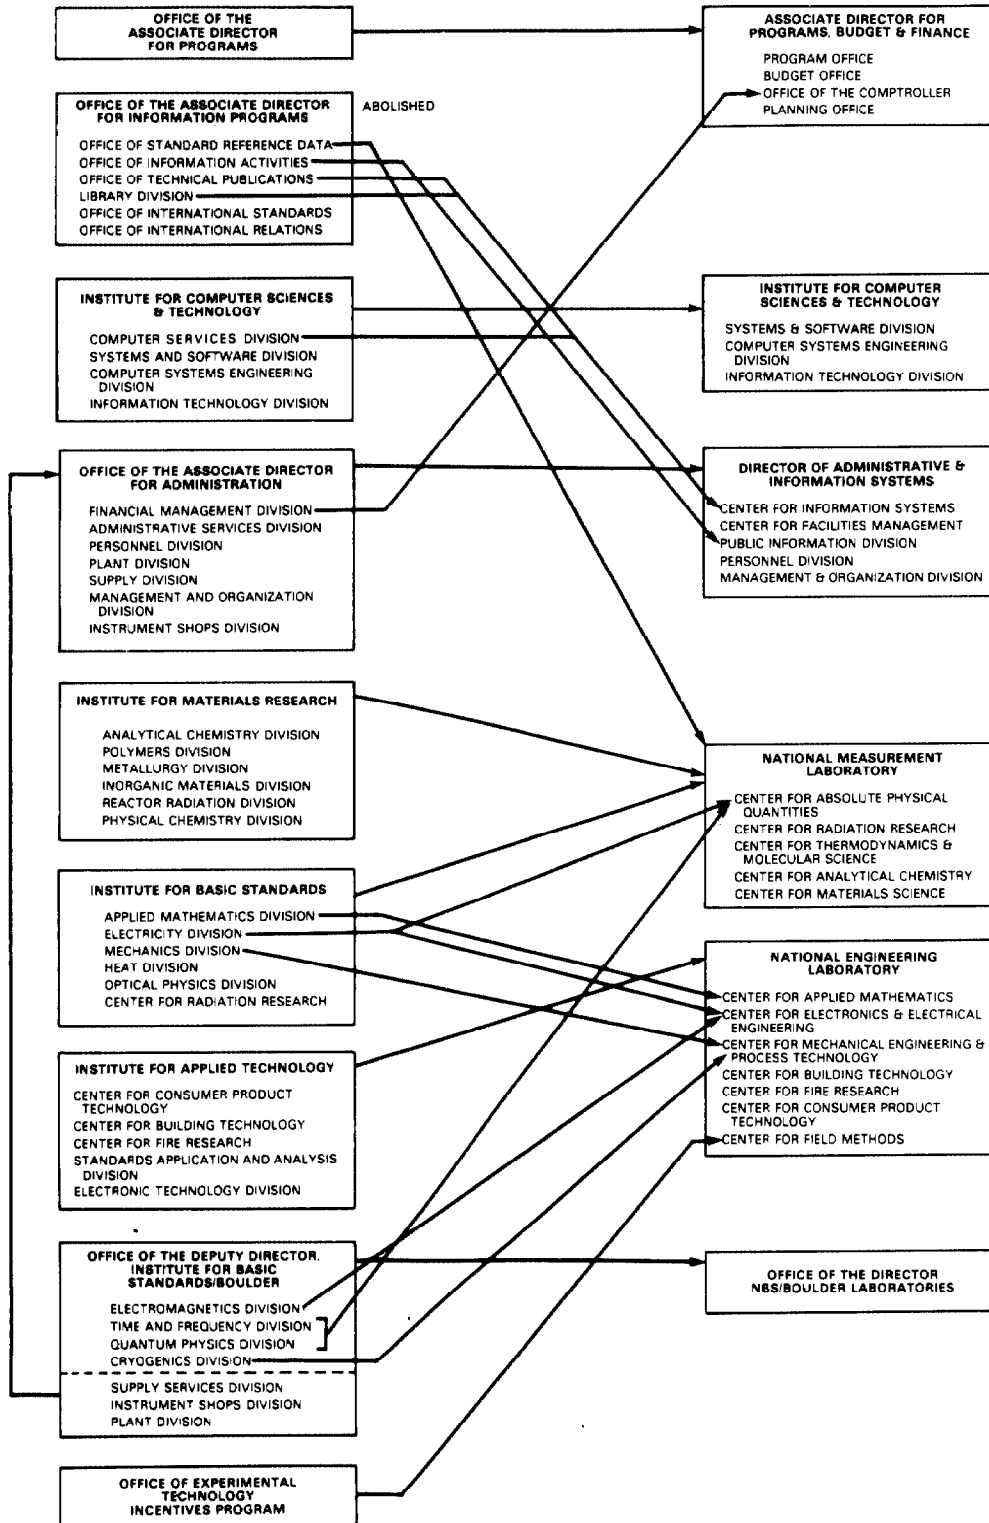 OFFICE OF THE
ASSOCIATE DIRECTOR
FOR PROGRAMS
OFFICE OF THE ASSOCIATE DIRECTOR
FOR INFORMATION PROGRAMS
ABOLISHED
OFFICE OF STANDARD REFERENCE DATA
OFFICE OF INFORMATION ACTIVITIES
OFFICE OF TECHNICAL PUBLICATIONS
LIBRARY DIVISION
OFFICE OF INTERNATIONAL STANDARDS
OFFICE OF INTERNATIONAL RELATIONS
INSTITUTE FOR COMPUTER SCIENCES
& TECHNOLOGY
COMPUTER SERVICES DIVISION
SYSTEMS AND SOFTWARE DIVISION
COMPUTER SYSTEMS ENGINEERING
DIVISION
INFORMATION TECHNOLOGY DIVISION
OFFICE OF THE ASSOCIATE DIRECTOR
FOR ADMINISTRATION
FINANCIAL MANAGEMENT DIVISION
ADMINISTRATIVE SERVICES DIVISION
PERSONNEL DIVISION
PLANT DIVISION
SUPPLY DIVISION
MANAGEMENT AND ORGANIZATION
DIVISION
INSTRUMENT SHOPS DIVISION
INSTITUTE FOR MATERIALS RESEARCH
ANALYTICAL CHEMISTRY DIVISION
POLYMERS DIVISION
METALLURGY DIVISION
INORGANIC MATERIALS DIVISION
REACTOR RADIATION DIVISION
PHYSICAL CHEMISTRY DIVISION
INSTITUTE FOR BASIC STANDARDS
APPLIED MATHEMATICS DIVISION
ELECTRICITY DIVISION
MECHANICS DIVISION
HEAT DIVISION
OPTICAL PHYSICS DIVISION
CENTER FOR RADIATION RESEARCH
INSTITUTE FOR APPLIED TECHNOLOGY
CENTER FOR CONSUMER PRODUCT
TECHNOLOGY
CENTER FOR BUILDING TECHNOLOGY
CENTER FOR FIRE RESEARCH
STANDARDS APPLICATION AND ANALYSIS
DIVISION
ELECTRONIC TECHNOLOGY DIVISION
OFFICE OF THE DEPUTY DIRECTOR,
INSTITUTE FOR BASIC
STANDARDS/BOULDER
ELECTROMAGNETICS DIVISION
TIME AND FREQUENCY DIVISION
QUANTUM PHYSICS DIVISION
CRYOGENICS DIVISION
SUPPLY SERVICES DIVISION
INSTRUMENT SHOPS DIVISION
PLANT DIVISION
OFFICE OF EXPERIMENTAL
TECHNOLOGY
INCENTIVES PROGRAM
ASSOCIATE DIRECTOR FOR
PROGRAMS, BUDGET & FINANCE
PROGRAM OFFICE
BUDGET OFFICE
OFFICE OF THE COMPTROLLER
PLANNING OFFICE
INSTITUTE FOR COMPUTER
SCIENCES & TECHNOLOGY
SYSTEMS & SOFTWARE DIVISION
COMPUTER SYSTEMS ENGINEERING
DIVISION
INFORMATION TECHNOLOGY DIVISION
DIRECTOR OF ADMINISTRATIVE &
INFORMATION SYSTEMS
CENTER FOR INFORMATION SYSTEMS
CENTER FOR FACILITIES MANAGEMENT
PUBLIC INFORMATION DIVISION
PERSONNEL DIVISION
MANAGEMENT & ORGANIZATION DIVISION
NATIONAL MEASUREMENT
LABORATORY
CENTER FOR ABSOLUTE PHYSICAL
QUANTITIES
CENTER FOR RADIATION RESEARCH
CENTER FOR THERMODYNAMICS &
MOLECULAR SCIENCE
CENTER FOR ANALYTICAL CHEMISTRY
CENTER FOR MATERIALS SCIENCE
NATIONAL ENGINEERING
LABORATORY
CENTER FOR APPLIED MATHEMATICS
CENTER FOR ELECTRONICS & ELECTRICAL
ENGINEERING
CENTER FOR MECHANICAL ENGINEERING &
PROCESS TECHNOLOGY
CENTER FOR BUILDING TECHNOLOGY
CENTER FOR FIRE RESEARCH
CENTER FOR CONSUMER PRODUCT
TECHNOLOGY
CENTER FOR FIELD METHODS
OFFICE OF THE DIRECTOR
NBS/BOULDER LABORATORIES